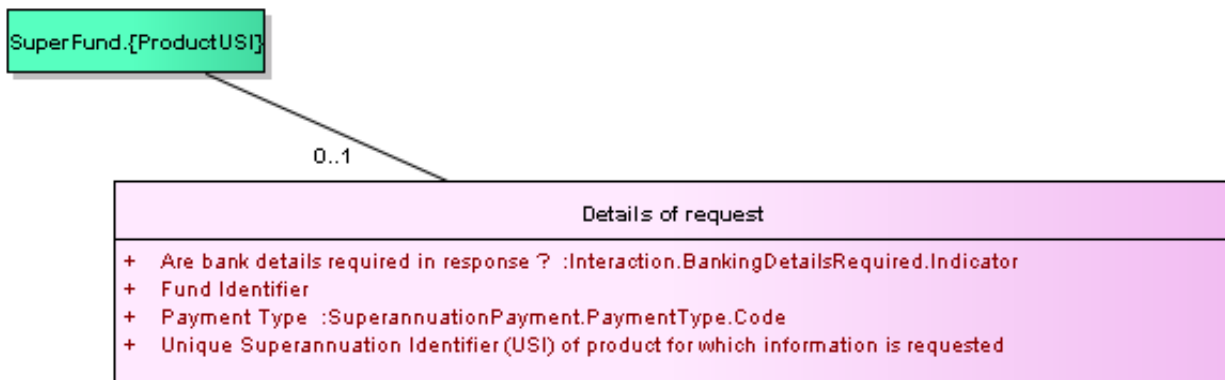 SuperFund.{ProductUSI}
0..1
Details of request
+ Are bank details required in response ? :Interaction.BankingDetailsRequired.Indicator
+ Fund Identifier
+ Payment Type :SuperannuationPayment.PaymentType.Code
+ Unique Superannuation Identifier (USI) of product for which information is requested